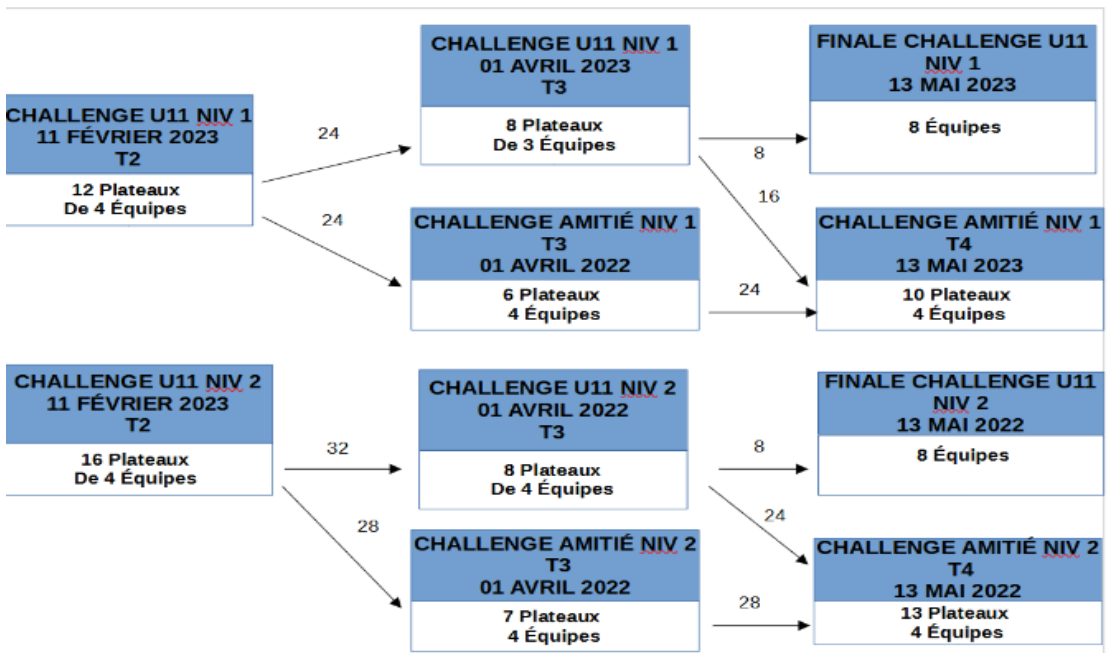 CHALLENGE U11 NIV 1
11 FÉVRIER 2023
T2
12 Plateaux
De 4 Équipes
24
24
CHALLENGE U11 NIV 1
01 AVRIL 2023
T3
8 Plateaux
De 3 Équipes
8
16
FINALE CHALLENGE U11
NIV 1
13 MAI 2023
8 Équipes
CHALLENGE AMITIÉ NIV 1
T3
01 AVRIL 2022
6 Plateaux
4 Équipes
24
CHALLENGE AMITIÉ NIV 1
T4
13 MAI 2023
10 Plateaux
4 Équipes
CHALLENGE U11 NIV 2
11 FÉVRIER 2023
T2
16 Plateaux
De 4 Équipes
32
28
CHALLENGE U11 NIV 2
01 AVRIL 2022
T3
8 Plateaux
De 4 Équipes
8
24
FINALE CHALLENGE U11
NIV 2
13 MAI 2022
8 Équipes
CHALLENGE AMITIÉ NIV 2
T3
01 AVRIL 2022
7 Plateaux
4 Équipes
28
CHALLENGE AMITIÉ NIV 2
T4
13 MAI 2022
13 Plateaux
4 Équipes